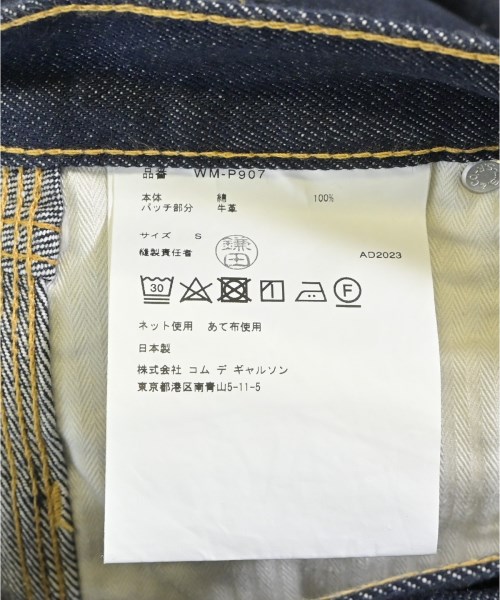 品番 WM-P907
本体 綿 100%
パッチ部分 牛革
サイズ S
縫製責任者 鎌田 AD2023
30 F
ネット使用 あて布使用
日本製
株式会社 コム デ ギャルソン
東京都港区南青山5-11-5